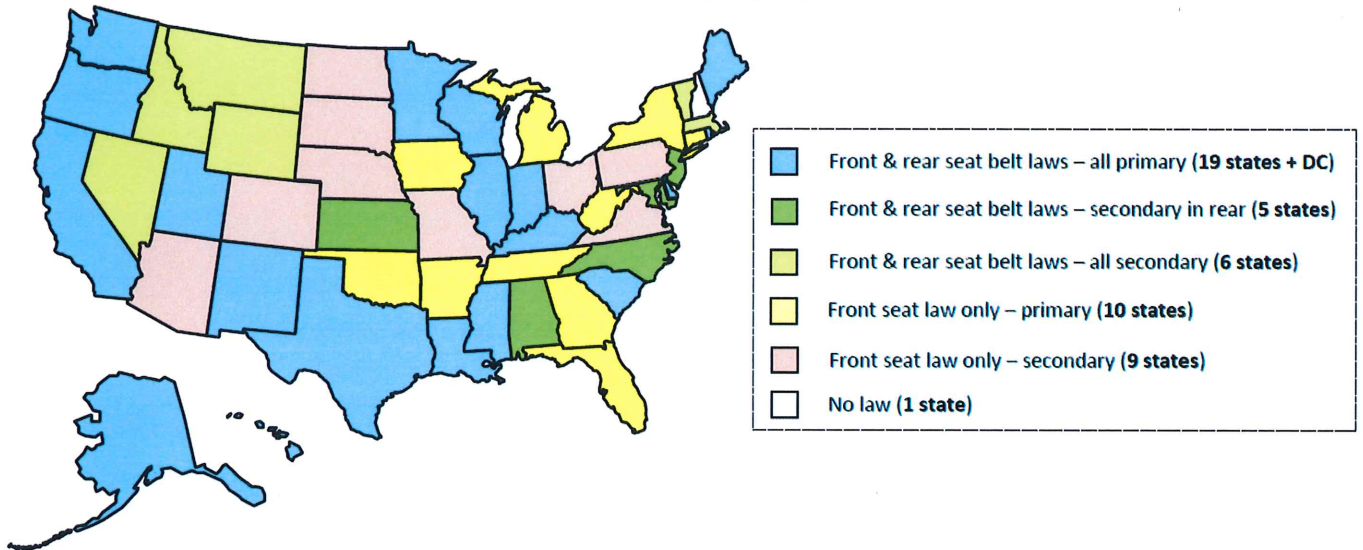 Front & rear seat belt laws – all primary (19 states + DC)
Front & rear seat belt laws – secondary in rear (5 states)
Front & rear seat belt laws – all secondary (6 states)
Front seat law only – primary (10 states)
Front seat law only – secondary (9 states)
No law (1 state)